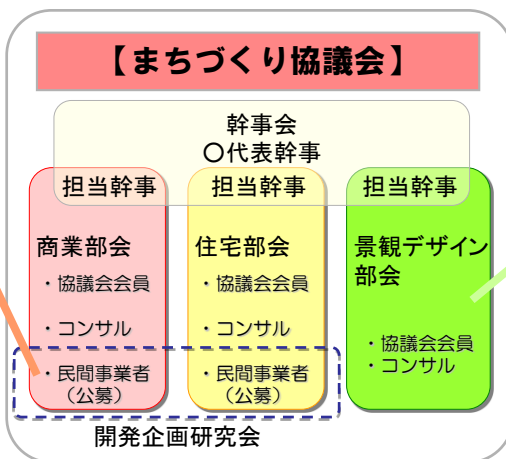 【まちづくり協議会】
幹事会
〇代表幹事
担当幹事
商業部会
・協議会会員
・コンサル
・民間事業者
（公募）
担当幹事
住宅部会
・協議会会員
・コンサル
・民間事業者
（公募）
担当幹事
景観デザイン
部会
・協議会会員
・コンサル
開発企画研究会